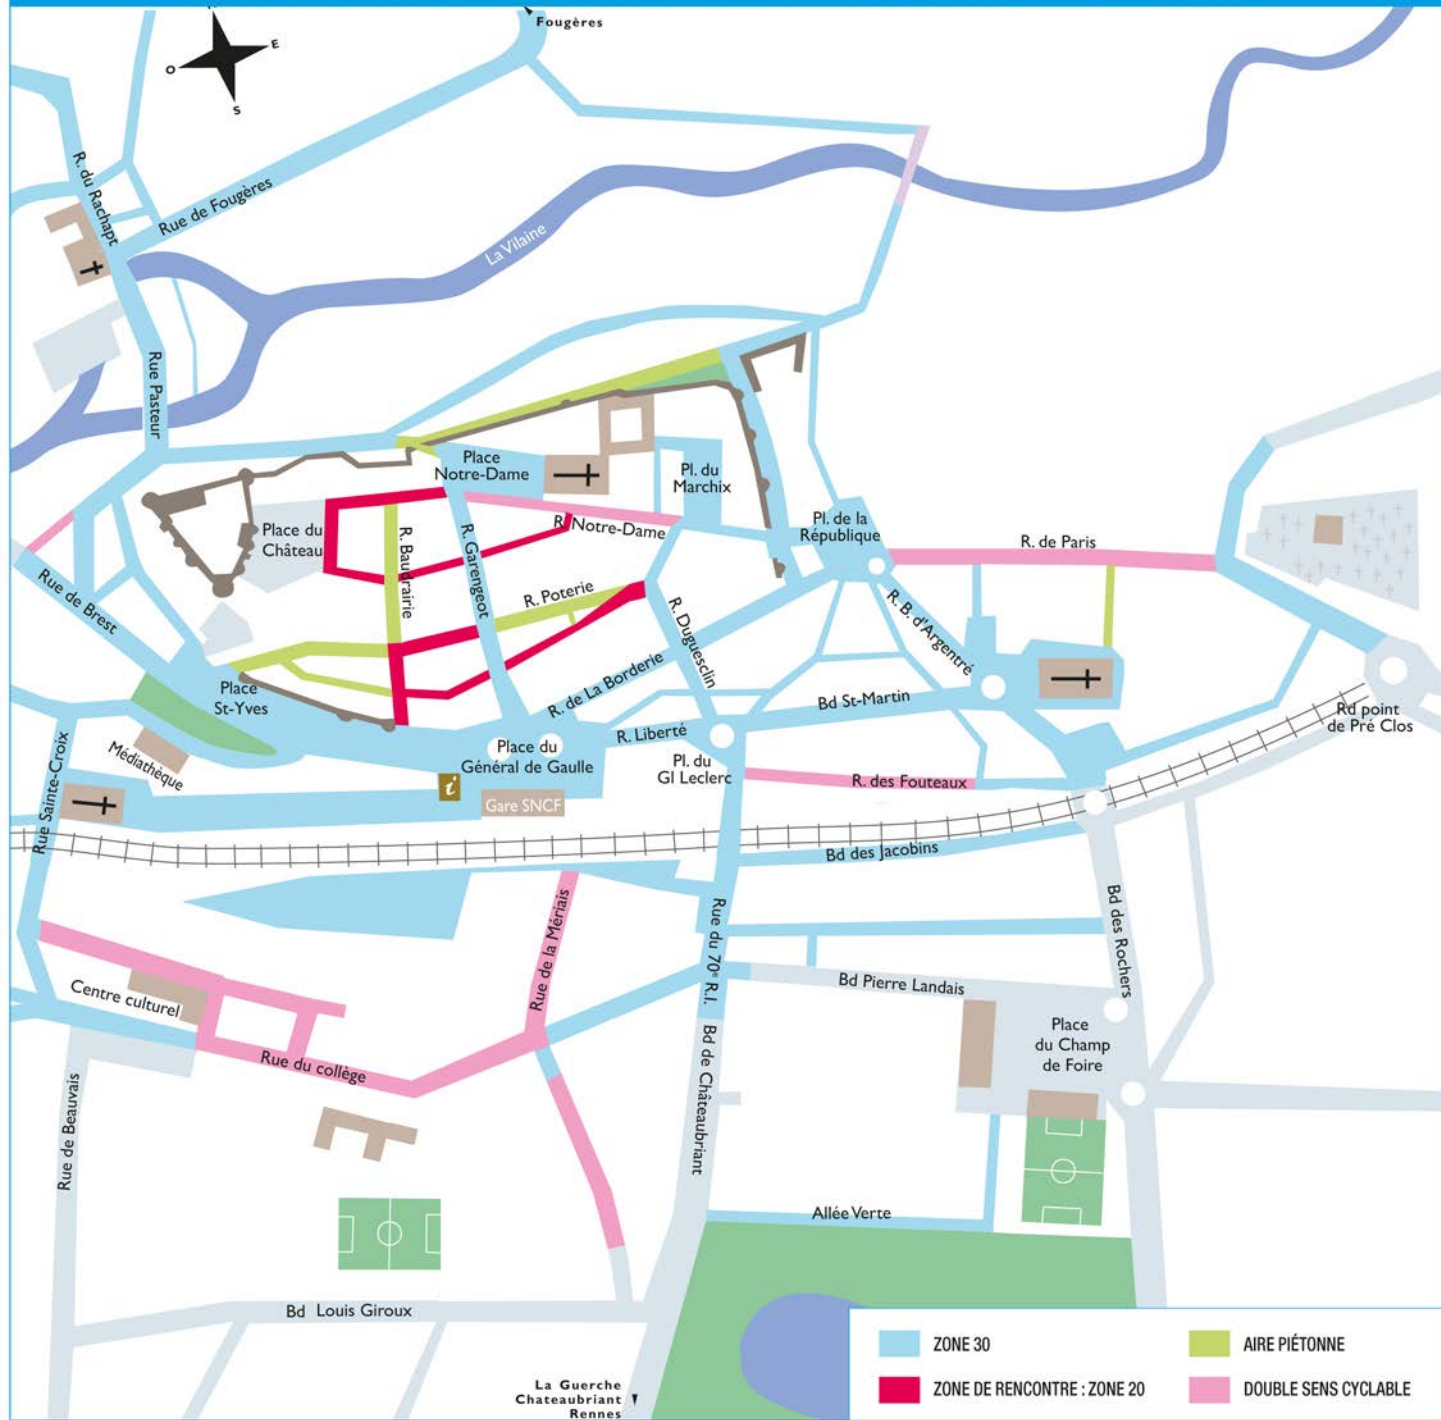 Fougères
E
O
S
R. du Rachapt
Rue de Fougères
La Vilaine
Rue Pasteur
Place
Notre-Dame
Pl. du
Marchix
Place du
Château
R. Baudrairie
R. Garengeot
R. Notre-Dame
Pl. de la
République
R. de Paris
Rue de Brest
R. Poterie
R. Duguesclin
R. B. d'Argentré
Place
St-Yves
R. de La Borderie
Bd St-Martin
Rd point
de Pré Clos
Médiathèque
Rue Sainte-Croix
Place du
Général de Gaulle
R. Liberté
Pl. du
Gl Leclerc
R. des Fouteaux
i
Gare SNCF
Bd des Jacobins
Rue de la Mériais
Rue du 70e R.I.
Bd des Rochers
Centre culturel
Bd Pierre Landais
Place
du Champ
de Foire
Rue du collège
Bd de Châteaubriant
Rue de Beauvais
Allée Verte
Bd Louis Giroux
La Guerche
Chateaubriant
Rennes
ZONE 30
AIRE PIÉTONNE
ZONE DE RENCONTRE : ZONE 20
DOUBLE SENS CYCLABLE